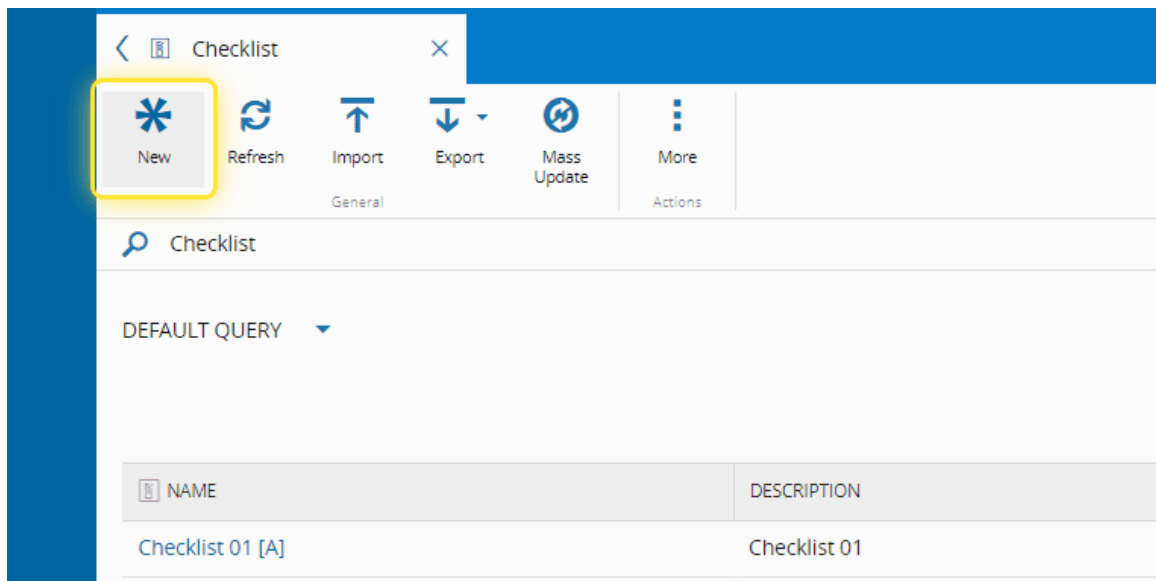 Checklist
New
Refresh
Import
Export
Mass
Update
More
General
Actions
Checklist
DEFAULT QUERY
NAME
DESCRIPTION
Checklist 01 [A]
Checklist 01